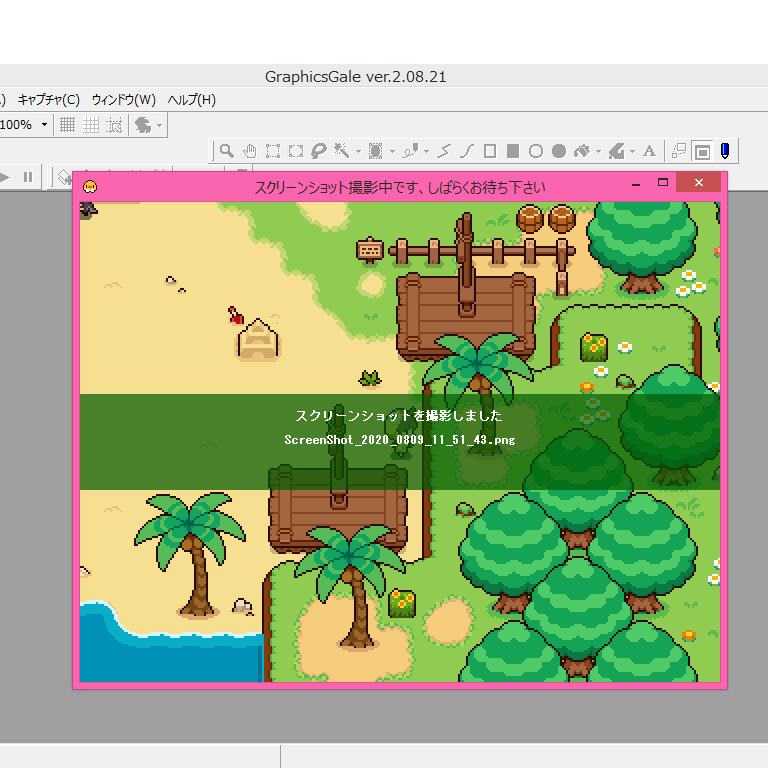 GraphicsGale ver.2.08.21
) キャプチャ(C) ウィンドウ(W) ヘルプ(H)
100%
A
スクリーンショット撮影中です、しばらくお待ち下さい
スクリーンショットを撮影しました
ScreenShot_2020_0809_11_51_43.png